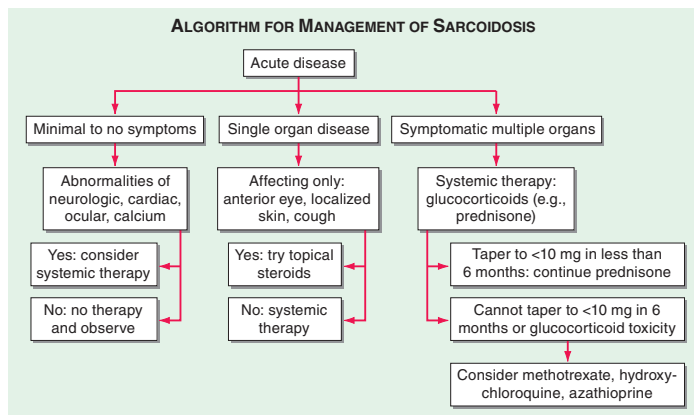 ALGORITHM FOR MANAGEMENT OF SARCOIDOSIS
Acute disease
Minimal to no symptoms
Single organ disease
Symptomatic multiple organs
Abnormalities of
neurologic, cardiac,
ocular, calcium
Affecting only:
anterior eye, localized
skin, cough
Systemic therapy:
glucocorticoids (e.g.,
prednisone)
Yes: consider
systemic therapy
Yes: try topical
steroids
Taper to <10 mg in less than
6 months: continue prednisone
No: no therapy
and observe
No: systemic
therapy
Cannot taper to <10 mg in 6
months or glucocorticoid toxicity
Consider methotrexate, hydroxy-
chloroquine, azathioprine